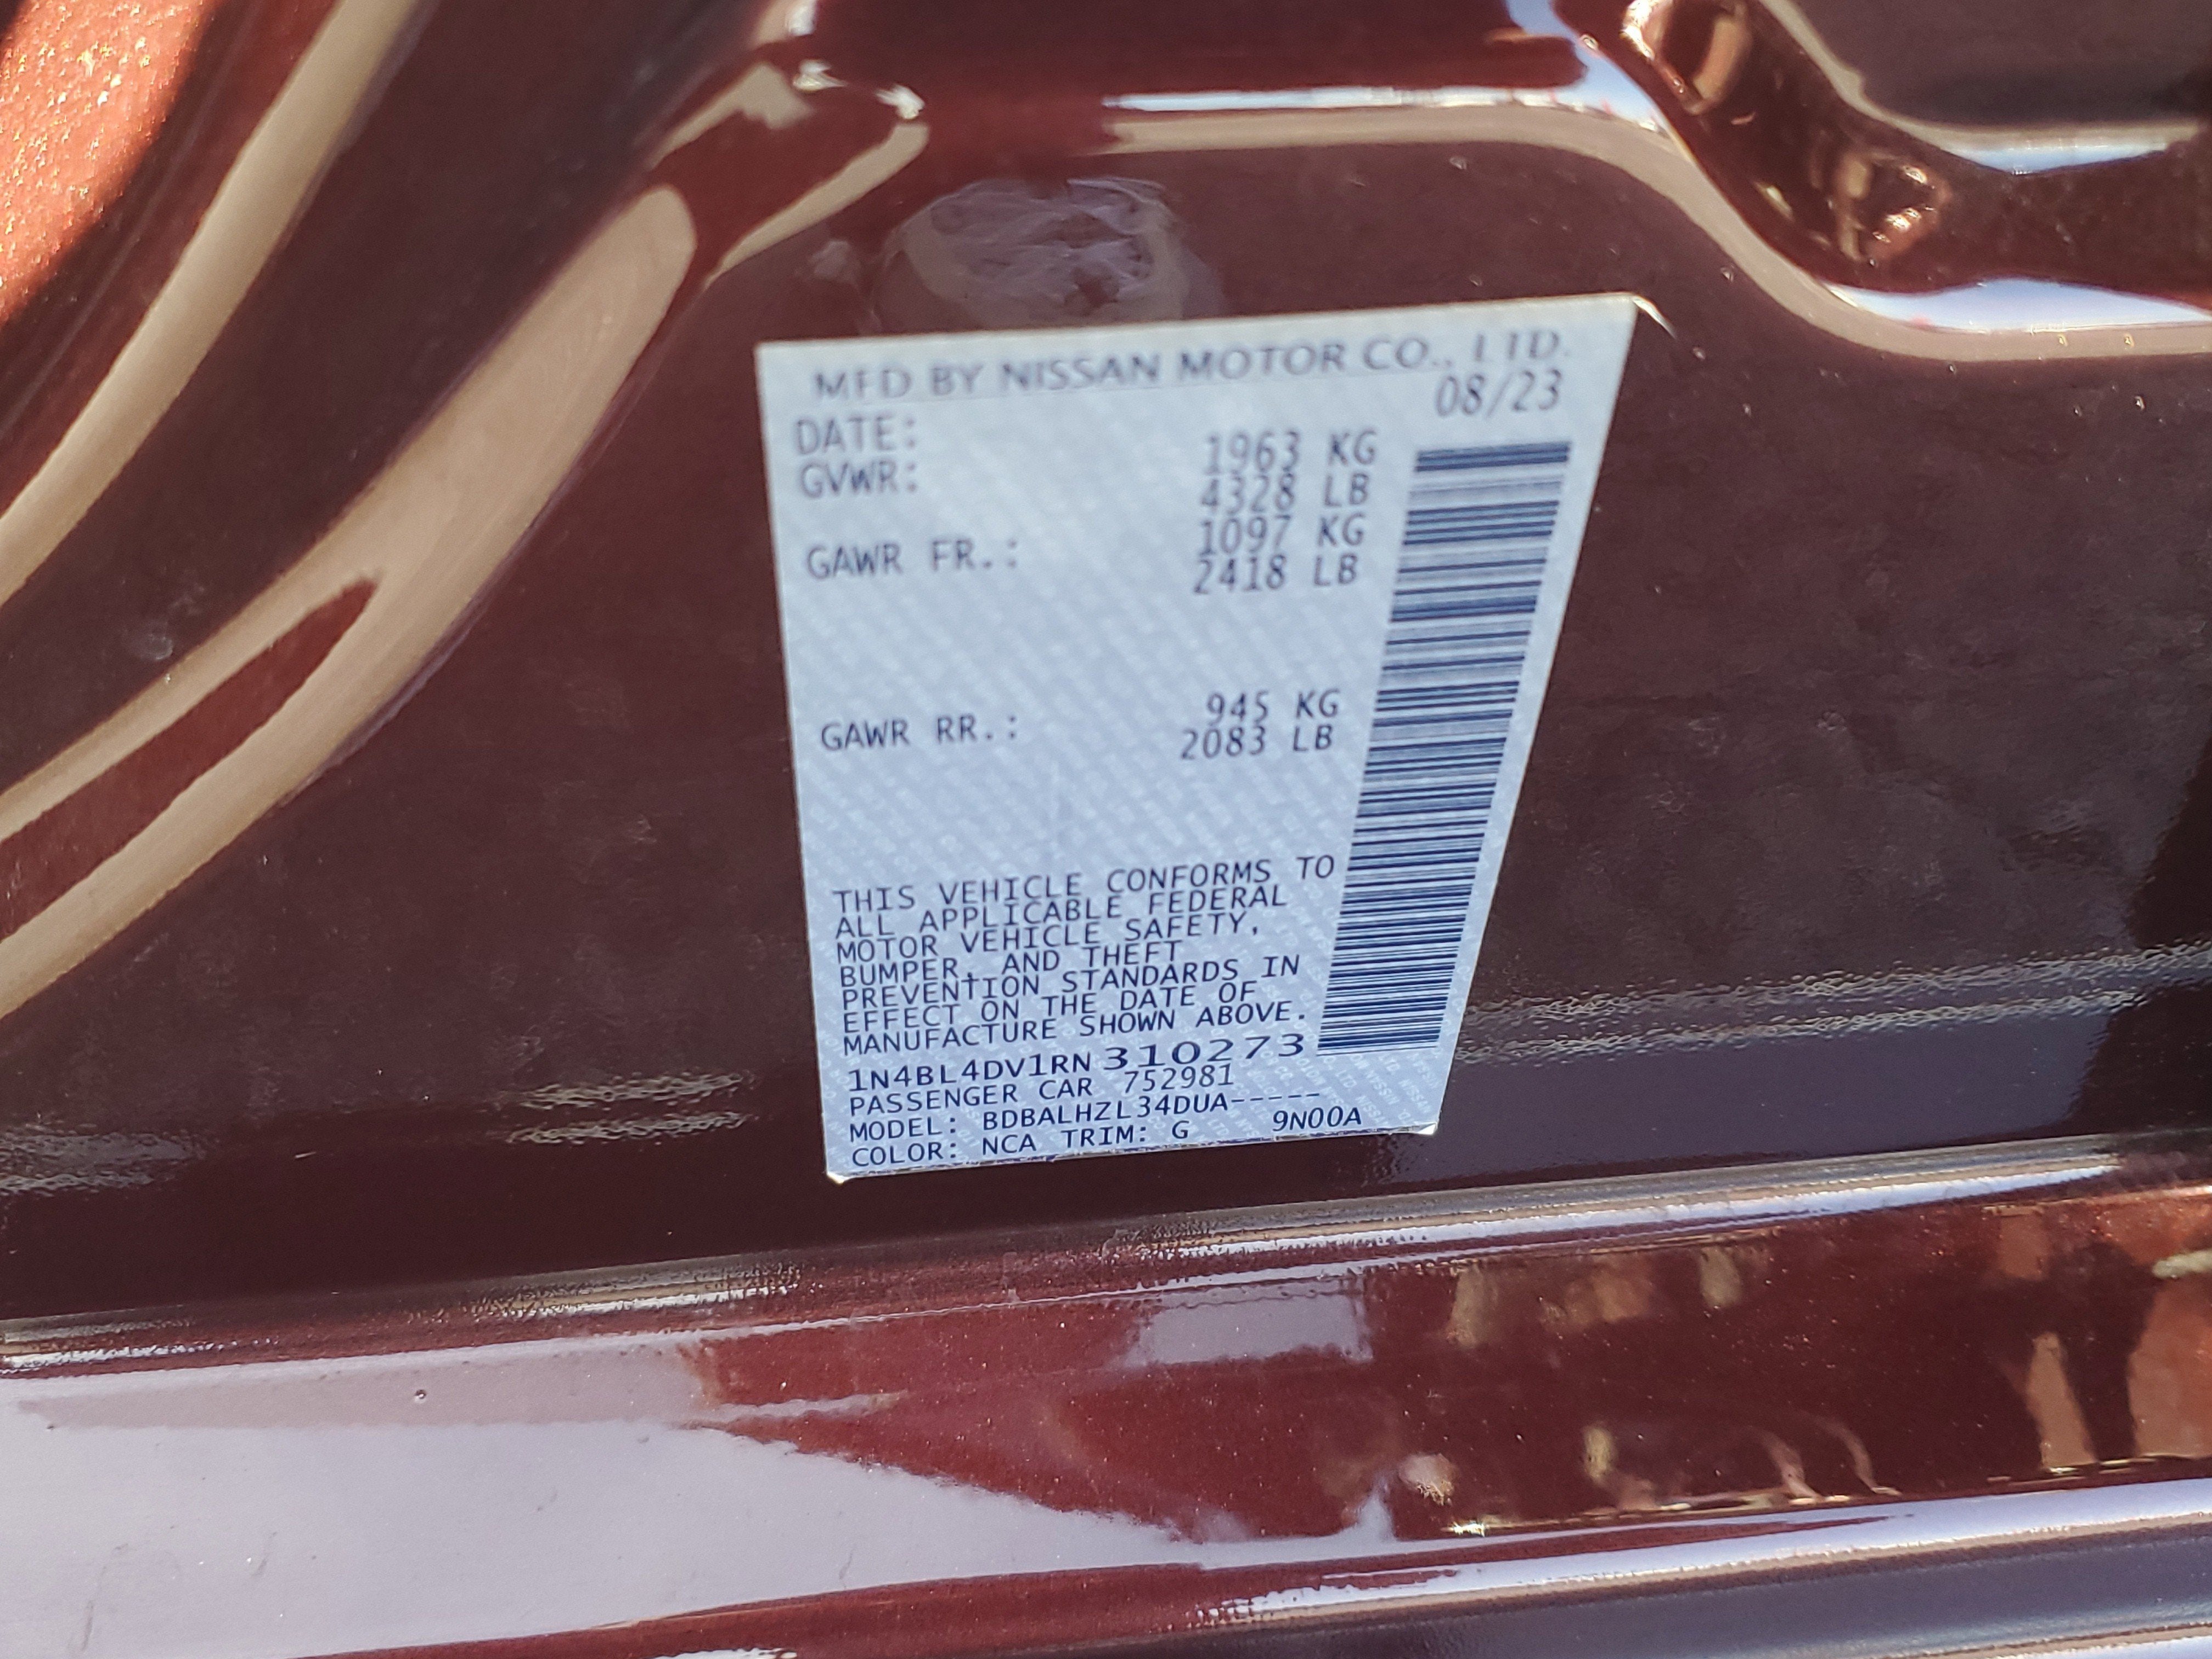 MFD BY NISSAN MOTOR CO., LTD.
DATE: 08/23
GVWR: 1963 KG
4328 LB
GAWR FR.: 1097 KG
2418 LB
GAWR RR.: 945 KG
2083 LB
THIS VEHICLE CONFORMS TO
ALL APPLICABLE FEDERAL
MOTOR VEHICLE SAFETY,
BUMPER, AND THEFT
PREVENTION STANDARDS IN
EFFECT ON THE DATE OF
MANUFACTURE SHOWN ABOVE.
1N4BL4DV1RN 310273
PASSENGER CAR 752981
MODEL: BDBALHZL34DUA-----
COLOR: NCA TRIM: G 9N00A